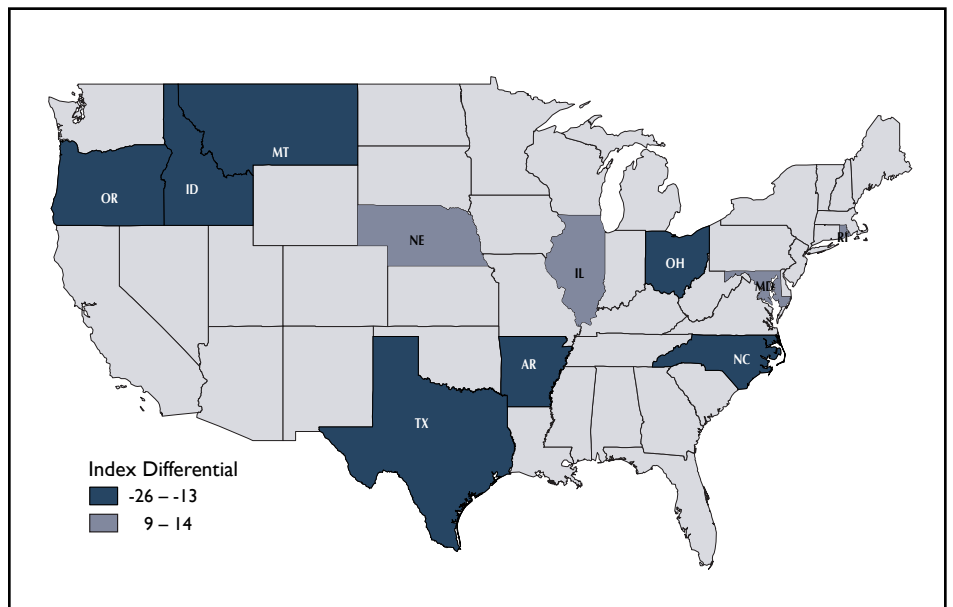 MT
OR
ID
NE
RI
IL
OH
MD
AR
NC
TX
Index Differential
-26 – -13
9 – 14